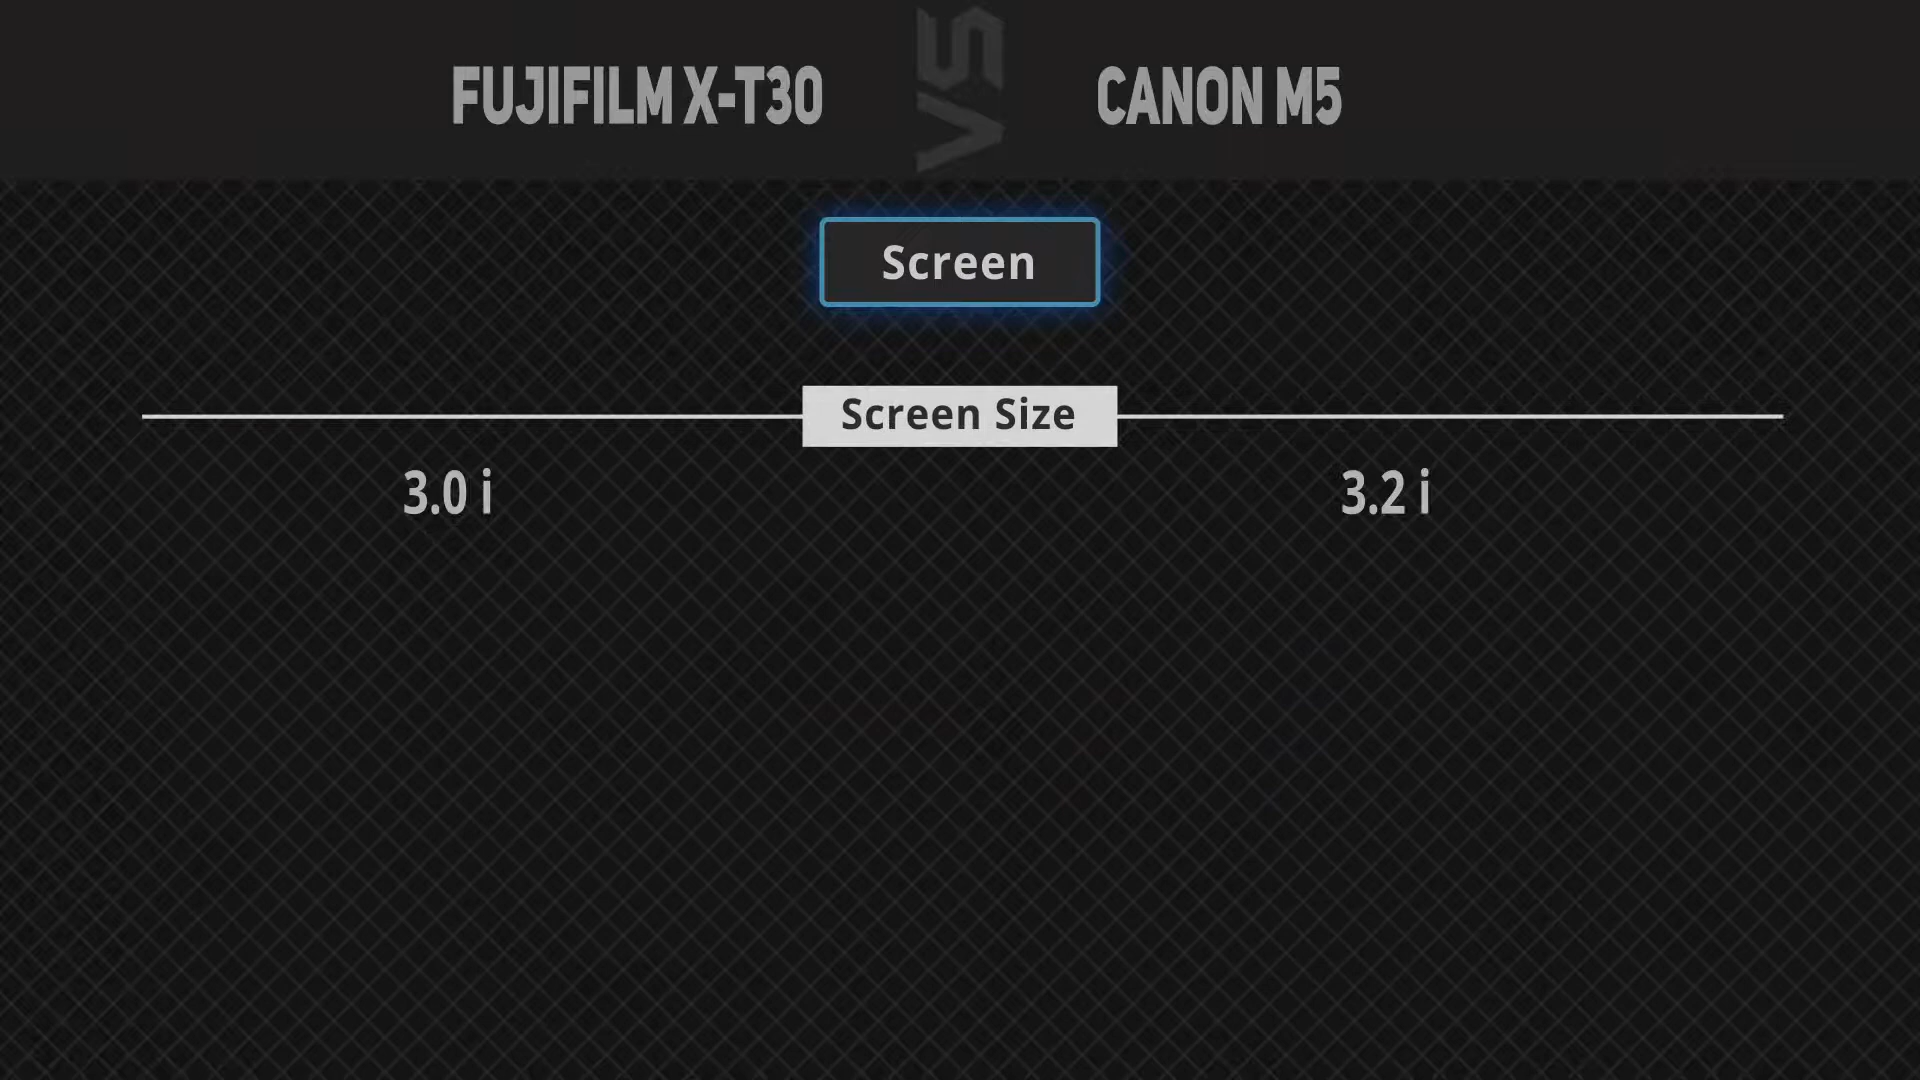 FUJIFILM X-T30
VS
CANON M5
Screen
Screen Size
3.0 i
3.2 i